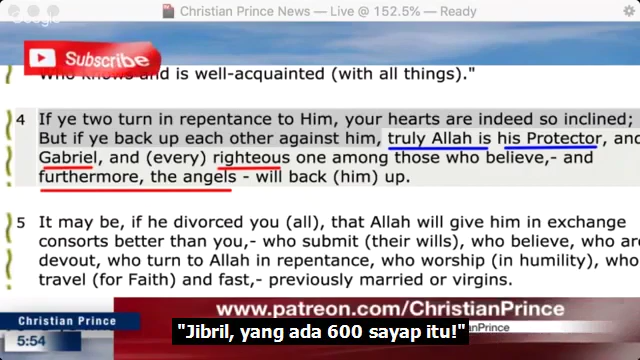 Christian Prince News — Live @ 152.5% — Ready
Google
Subscribe
Who knows and is well-acquainted (with all things)."
4 If ye two turn in repentance to Him, your hearts are indeed so inclined;
But if ye back up each other against him, truly Allah is his Protector, and
Gabriel, and (every) righteous one among those who believe,- and
furthermore, the angels - will back (him) up.
5 It may be, if he divorced you (all), that Allah will give him in exchange
consorts better than you,- who submit (their wills), who believe, who are
devout, who turn to Allah in repentance, who worship (in humility), who
travel (for Faith) and fast,- previously married or virgins.
www.patreon.com/ChristianPrince
Christian Prince
ianPrince
5:54
"Jibril, yang ada 600 sayap itu!"